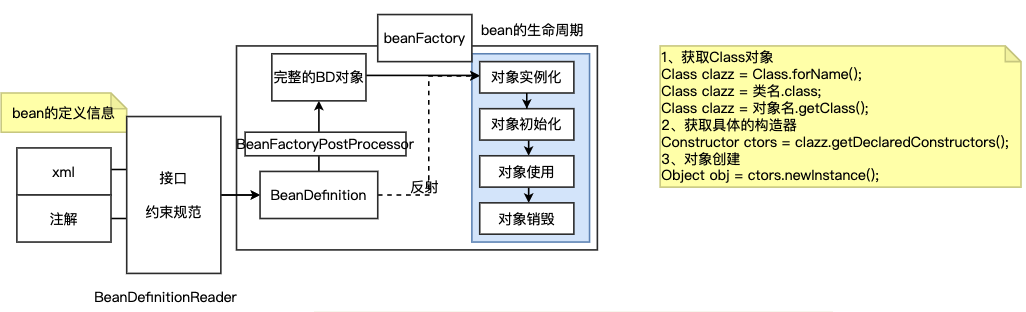 beanFactory
bean的生命周期
bean的定义信息
xml
注解
接口
约束规范
BeanDefinitionReader
完整的BD对象
BeanFactoryPostProcessor
BeanDefinition
反射
对象实例化
对象初始化
对象使用
对象销毁
1、获取Class对象
Class clazz = Class.forName();
Class clazz = 类名.class;
Class clazz = 对象名.getClass();
2、获取具体的构造器
Constructor ctors = clazz.getDeclaredConstructors();
3、对象创建
Object obj = ctors.newInstance();